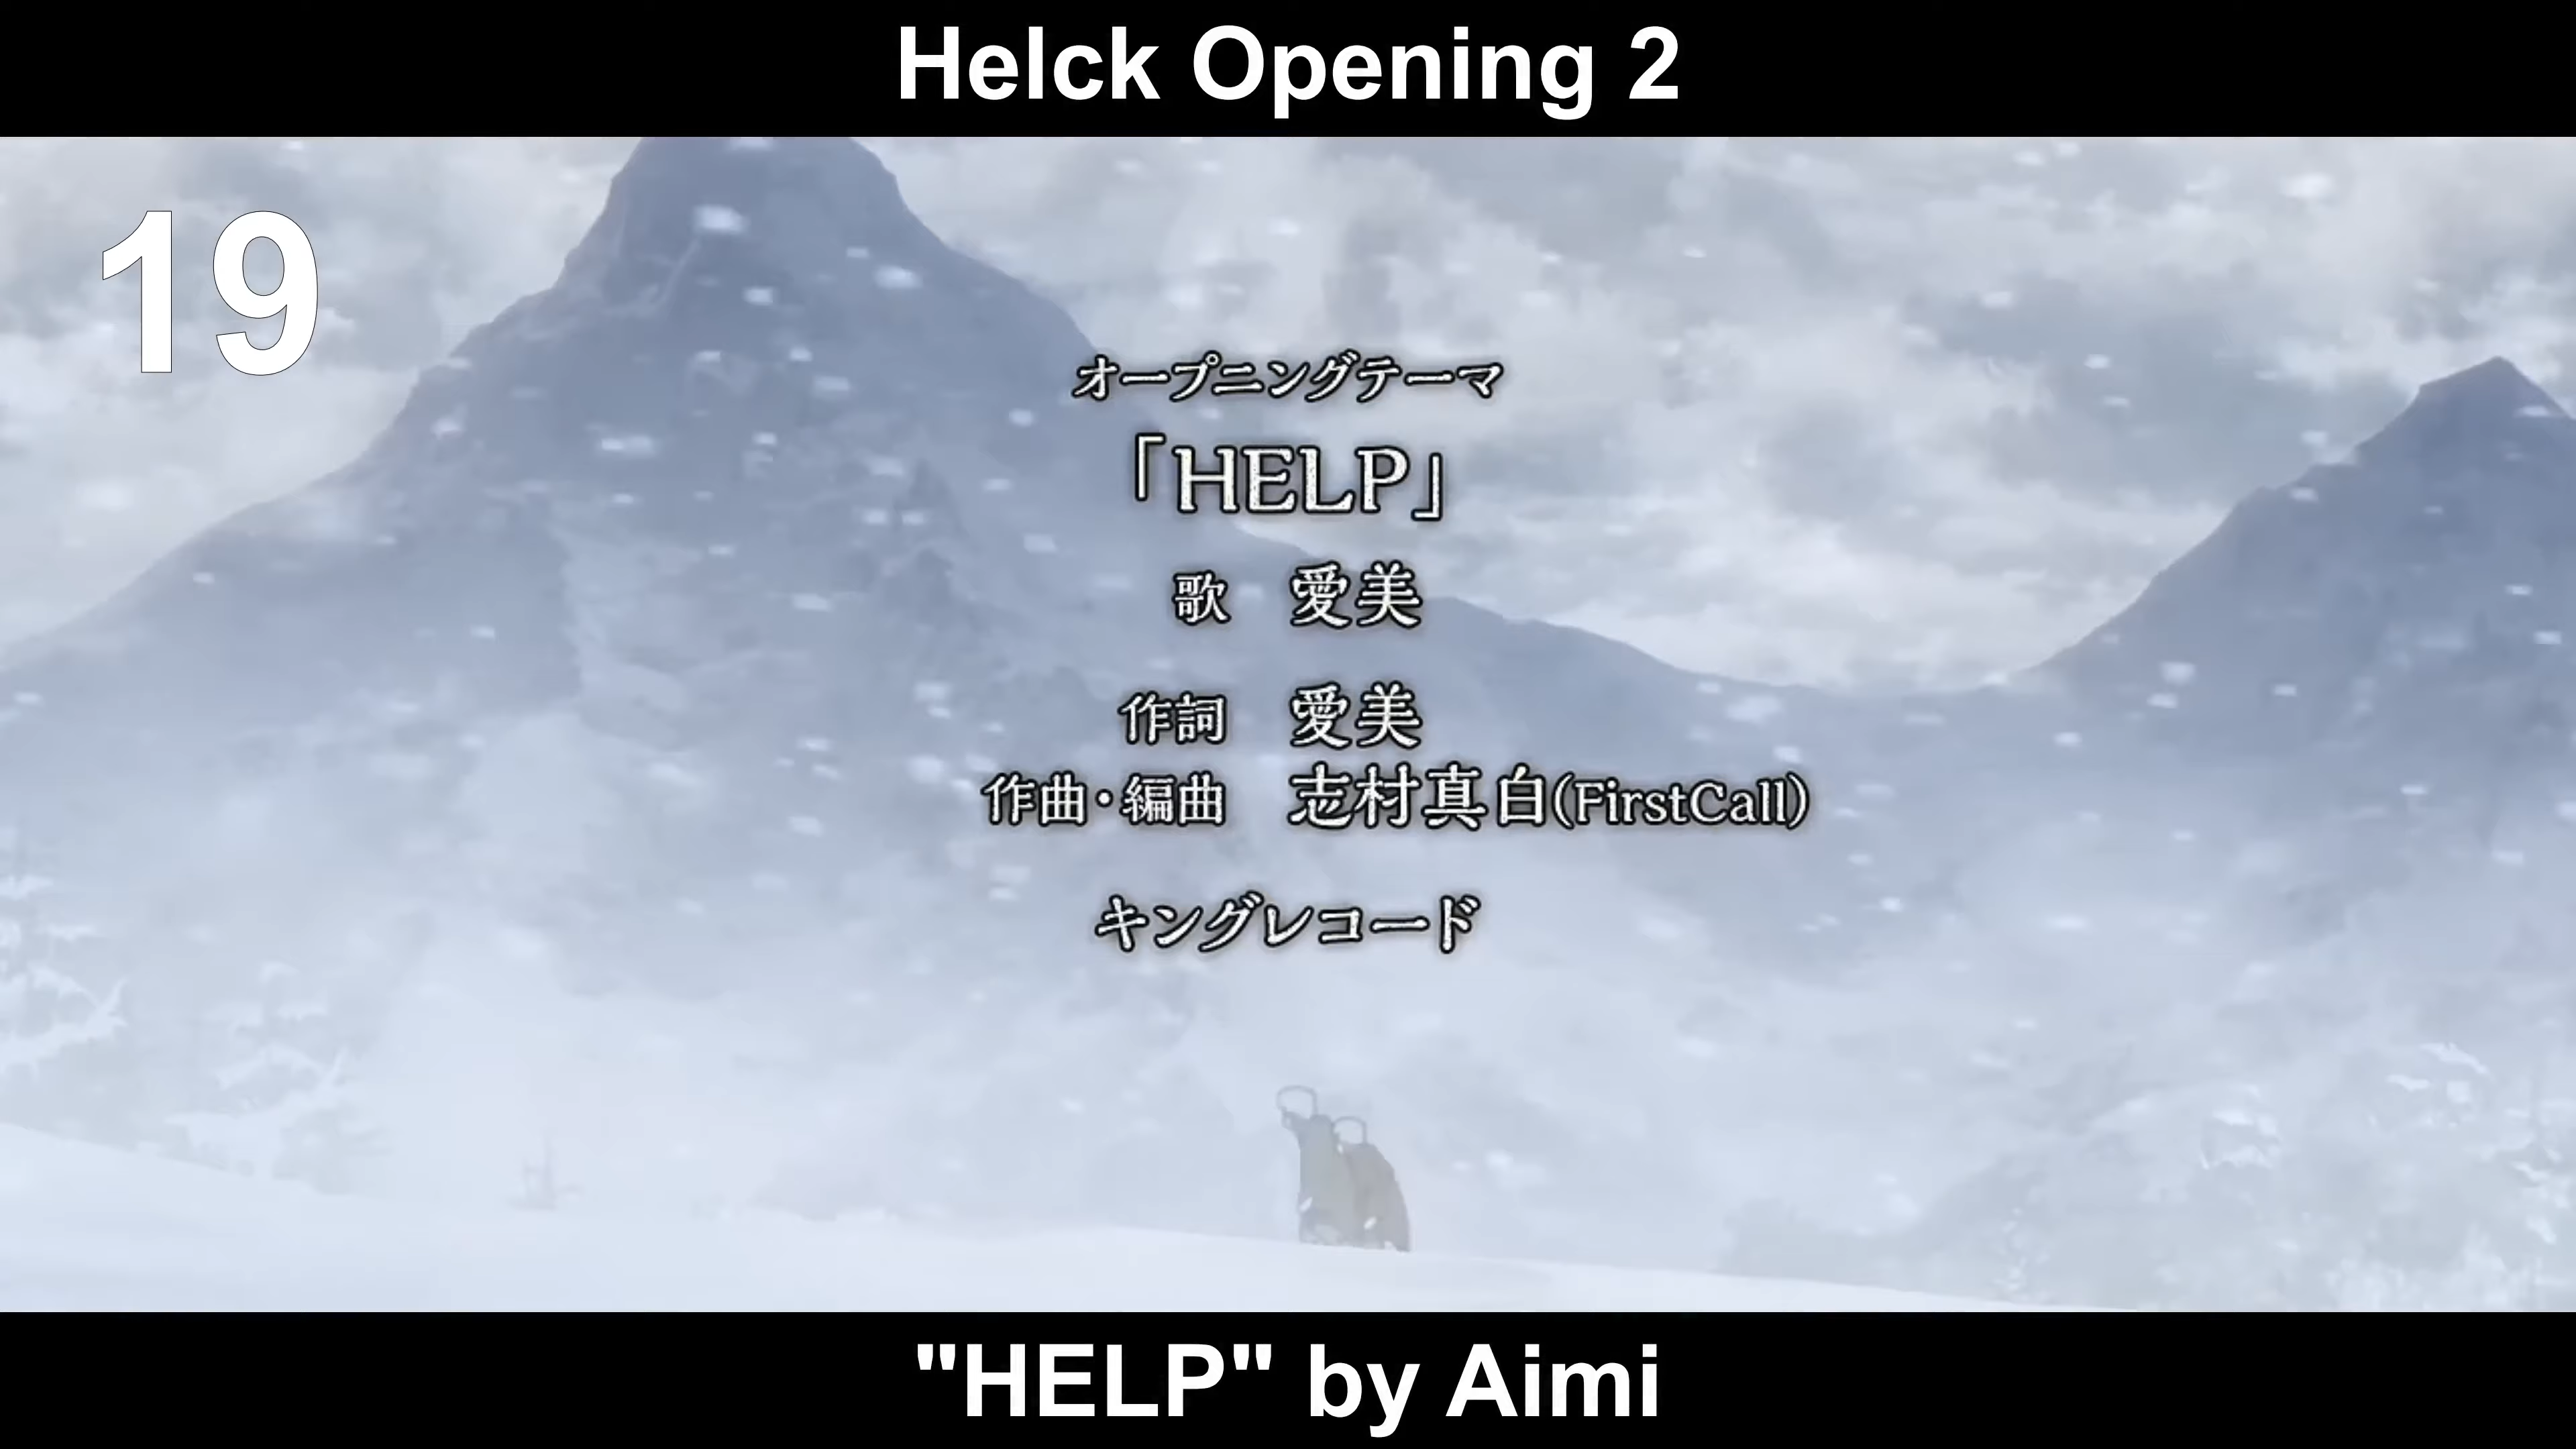 Helck Opening 2
19
オープニングテーマ
「HELP」
歌 愛美
作詞 愛美
作曲・編曲 志村真白(FirstCall)
キングレコード
"HELP" by Aimi